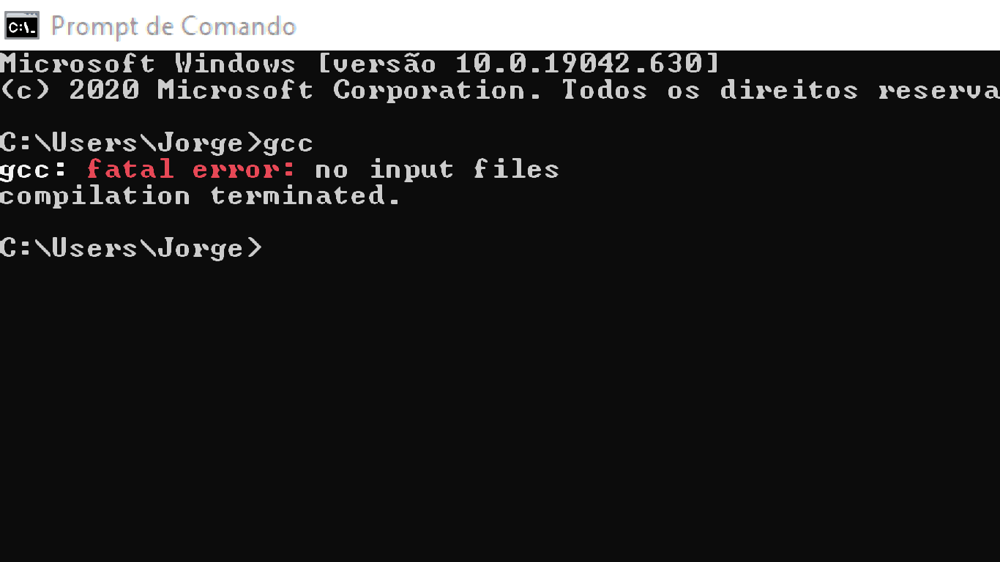 C:\.
Prompt de Comando
Microsoft Windows [versão 10.0.19042.630]
(c) 2020 Microsoft Corporation. Todos os direitos reserva
C:\Users\Jorge>gcc
gcc: fatal error: no input files
compilation terminated.
C:\Users\Jorge>